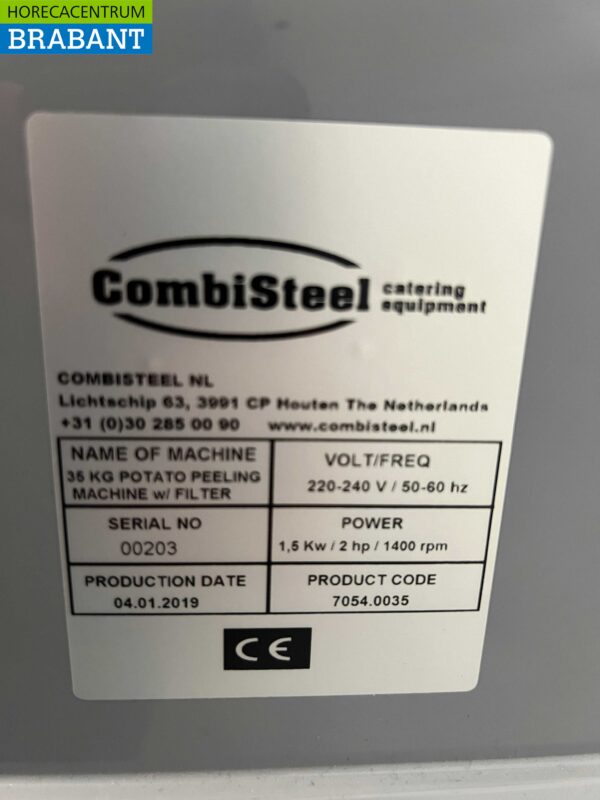 HORECACENTRUM
BRABANT
CombiSteel catering equipment
COMBISTEEL NL
Lichtschip 63, 3991 CP Houten The Netherlands
+31 (0)30 285 00 90 www.combisteel.nl
NAME OF MACHINE
35 KG POTATO PEELING
MACHINE w/ FILTER
VOLT/FREQ
220-240 V / 50-60 hz
SERIAL NO
00203
POWER
1,5 Kw / 2 hp / 1400 rpm
PRODUCTION DATE
04.01.2019
PRODUCT CODE
7054.0035
CE